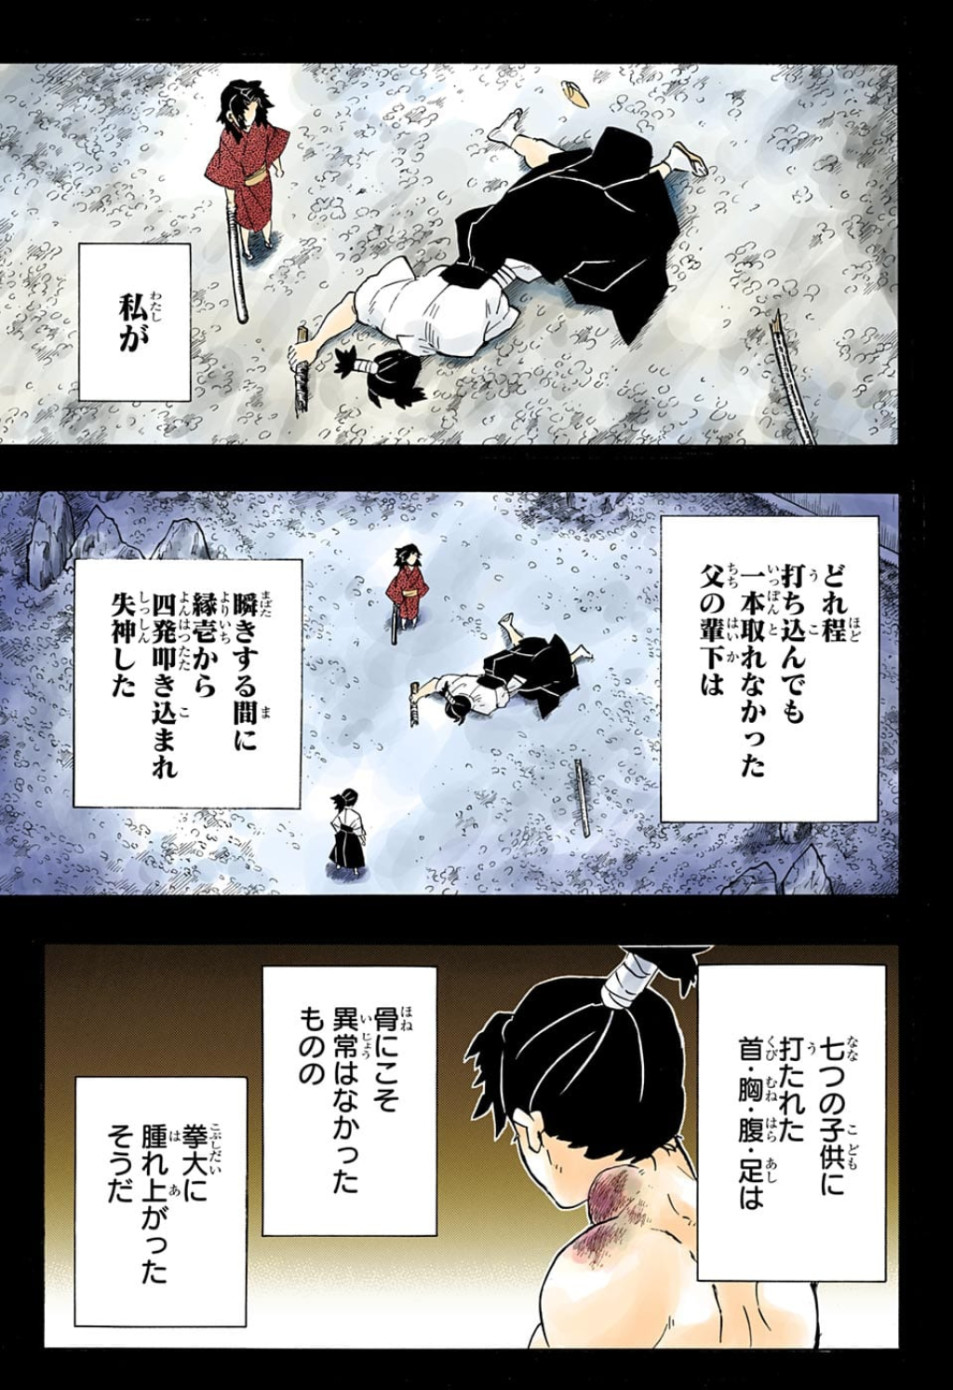 私が
どれ程
打ち込んでも
一本取れなかった
父の輩下は
瞬きする間に
縁壱から
四発叩き込まれ
失神した
七つの子供に
打たれた
首・胸・腹・足は
骨にこそ
異常はなかった
ものの
拳大に
腫れ上がった
そうだ